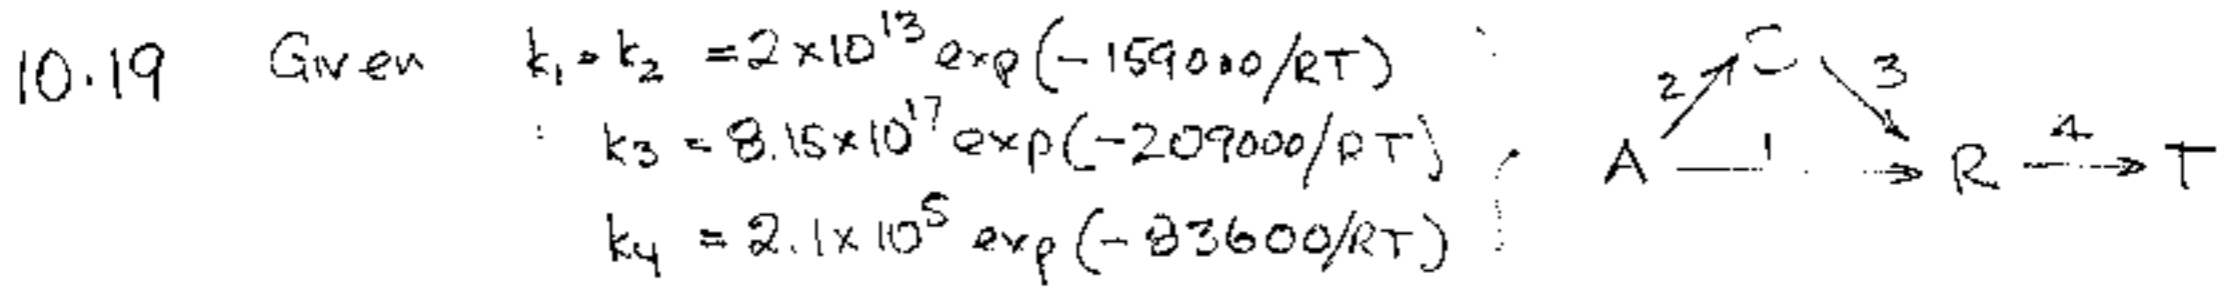 10.19 Given k₁ = k₂ = 2×10¹³ exp(-159000/RT)
k₃ = 8.15×10¹⁷ exp(-209000/RT)
k₄ = 2.1×10⁵ exp(-83600/RT)
2 3
A 1 R 4 T